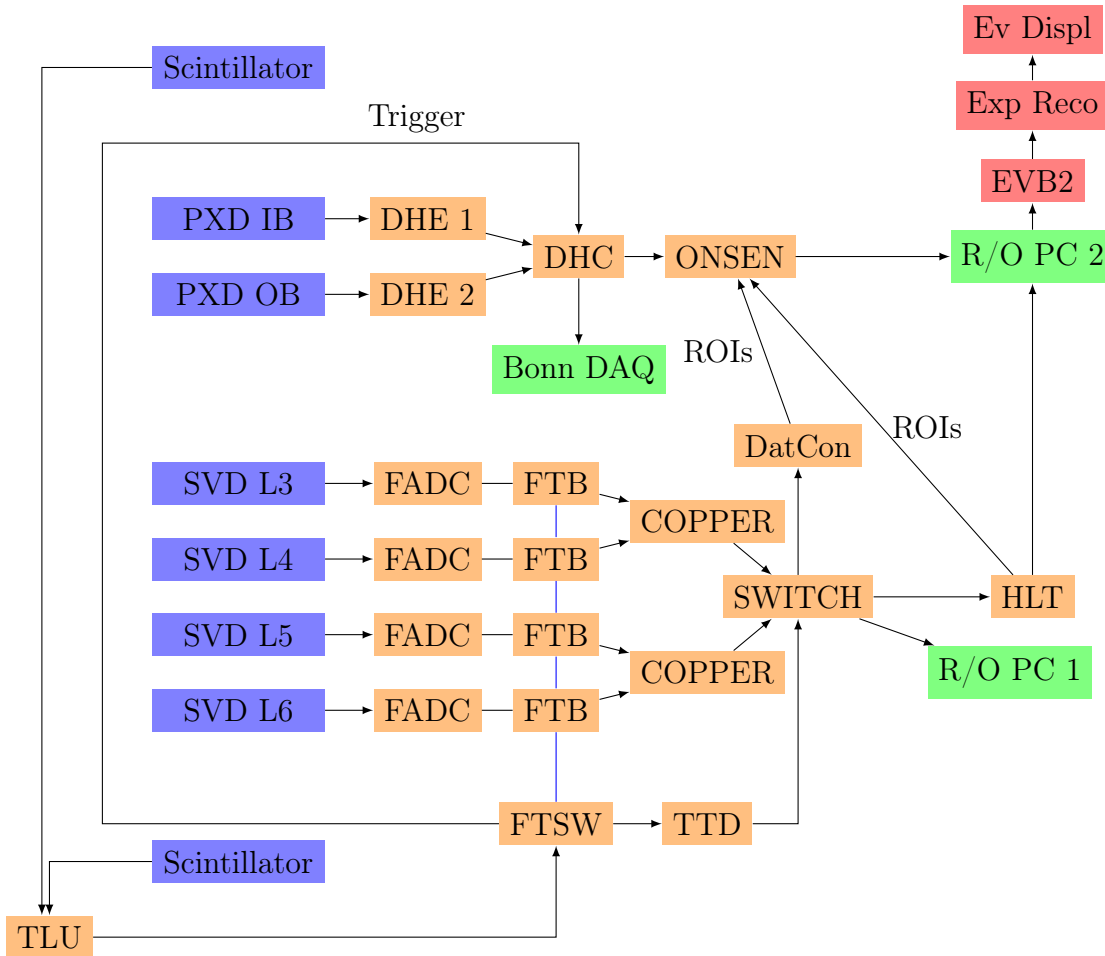 Ev Displ
Scintillator
Exp Reco
Trigger
EVB2
PXD IB
DHE 1
DHC
ONSEN
R/O PC 2
PXD OB
DHE 2
ROIs
Bonn DAQ
ROIs
DatCon
SVD L3
FADC
FTB
COPPER
SVD L4
FADC
FTB
SWITCH
HLT
SVD L5
FADC
FTB
COPPER
R/O PC 1
SVD L6
FADC
FTB
FTSW
TTD
Scintillator
TLU